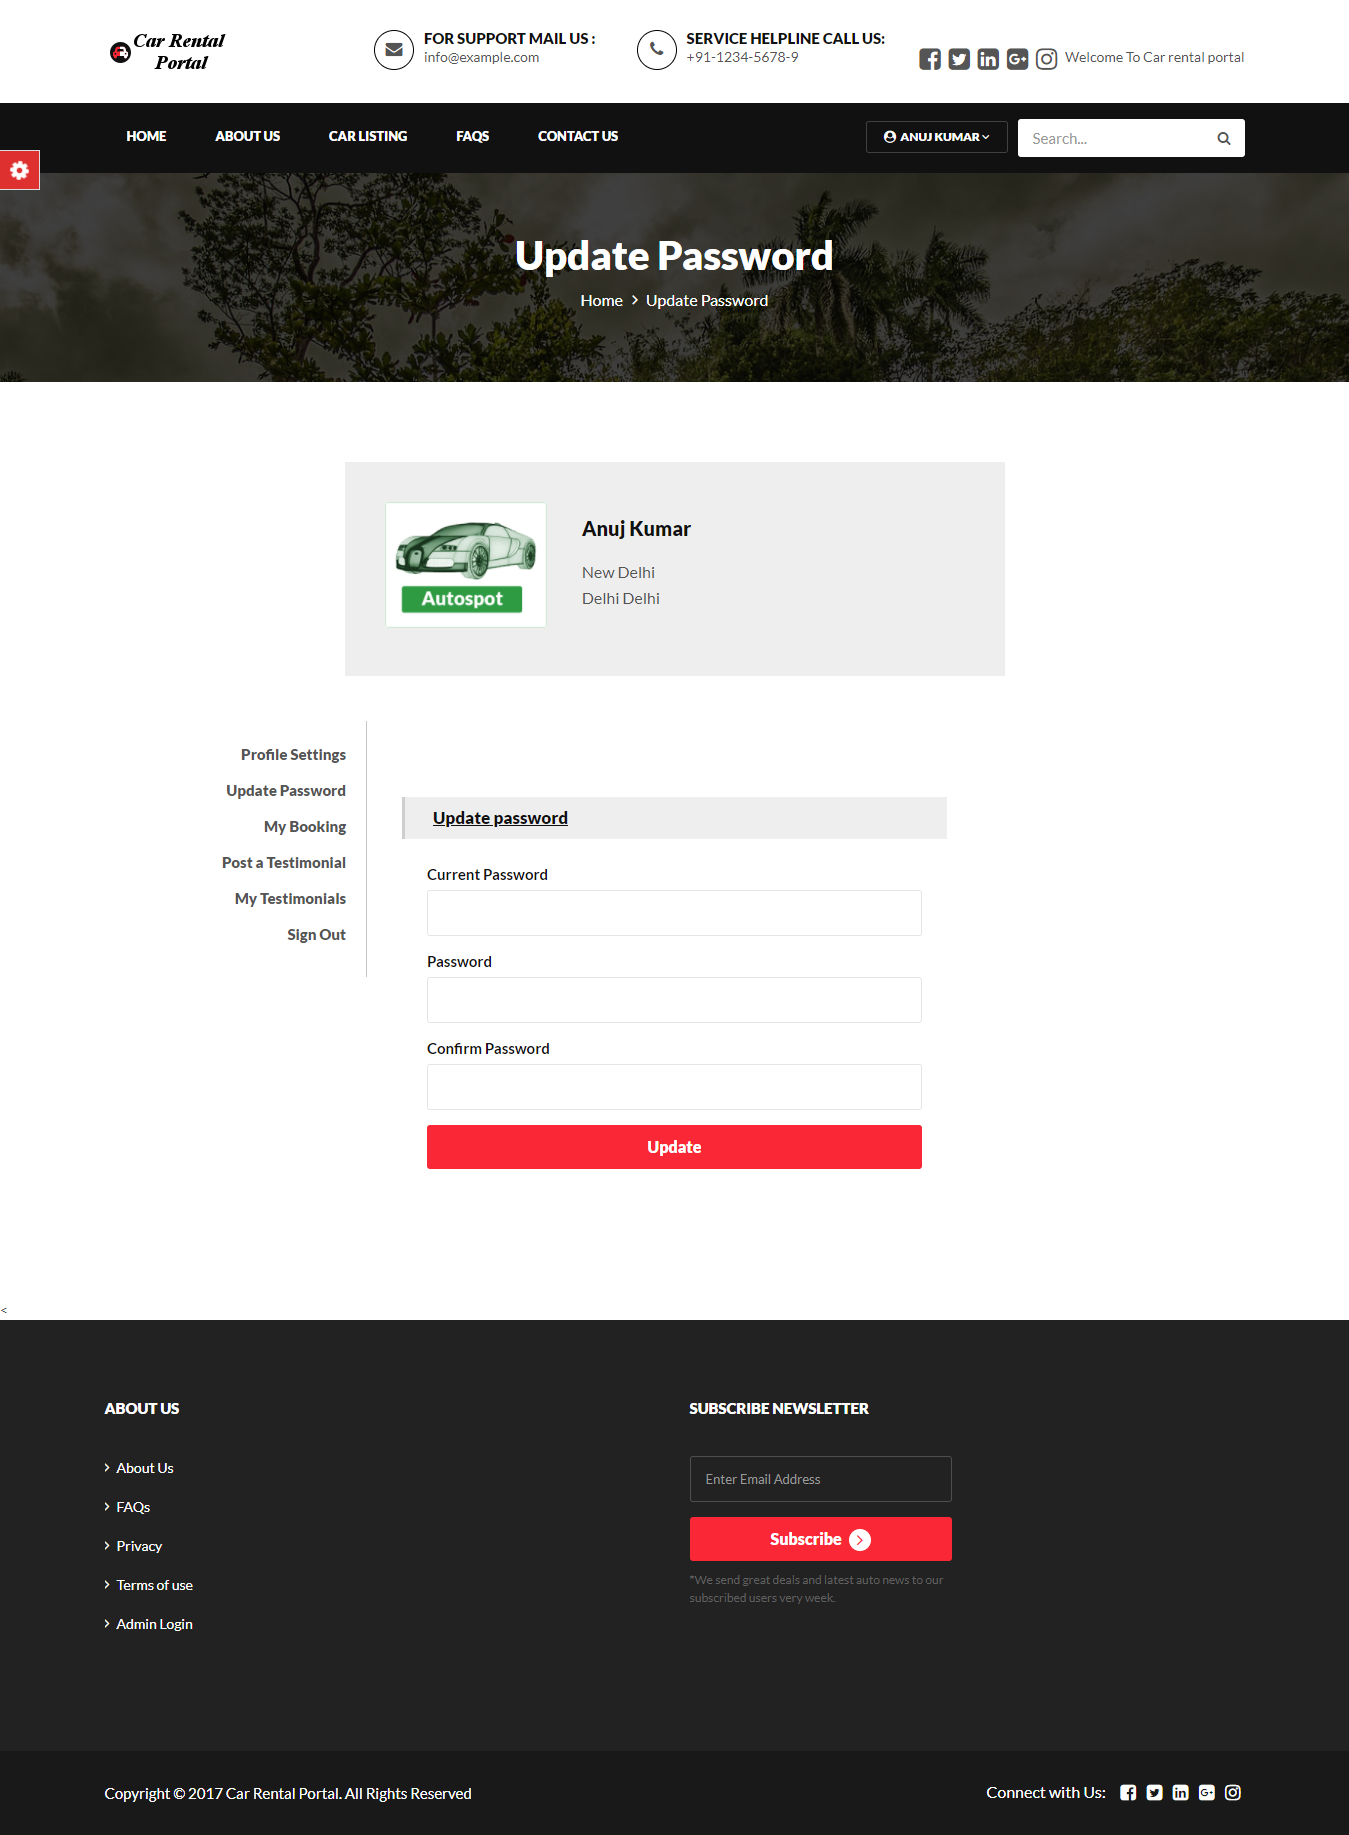 Car Rental
Portal
FOR SUPPORT MAIL US :
info@example.com
SERVICE HELPLINE CALL US:
+91-1234-5678-9
Welcome To Car rental portal
HOME
ABOUT US
CAR LISTING
FAQS
CONTACT US
ANUJ KUMAR
Search...
Update Password
Home > Update Password
Anuj Kumar
New Delhi
Delhi Delhi
Autospot
Profile Settings
Update Password
My Booking
Post a Testimonial
My Testimonials
Sign Out
Update password
Current Password
Password
Confirm Password
Update
<
ABOUT US
About Us
FAQs
Privacy
Terms of use
Admin Login
SUBSCRIBE NEWSLETTER
Enter Email Address
Subscribe
*We send great deals and latest auto news to our
subscribed users very week.
Copyright © 2017 Car Rental Portal. All Rights Reserved
Connect with Us: